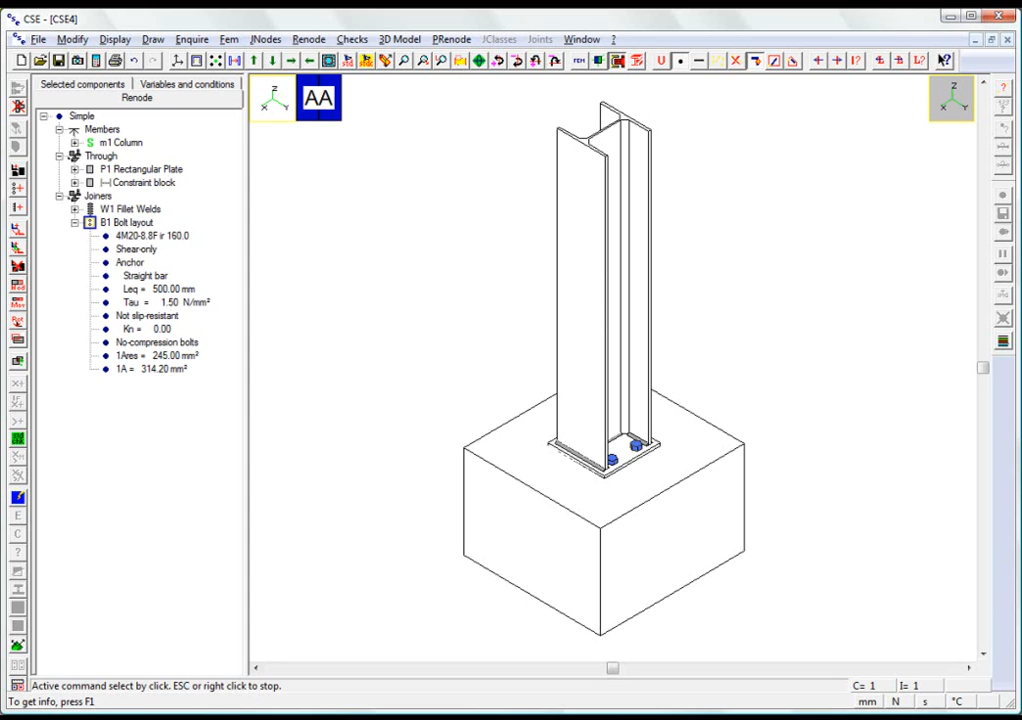 CSE - [CSE4]
File Modify Display Draw Enquire Fem JNodes Renode Checks 3D Model PRenode JClasses Joints Window ?
Selected components Variables and conditions
Renode
Simple
Members
m1 Column
Through
P1 Rectangular Plate
Constraint block
Joiners
W1 Fillet Welds
B1 Bolt layout
4M20-8.8F ir 160.0
Shear-only
Anchor
Straight bar
Leq = 500.00 mm
Tau = 1.50 N/mm²
Not slip-resistant
Kn = 0.00
No-compression bolts
1Ares = 245.00 mm²
1A = 314.20 mm²
Z
X Y
AA
Z
X Y
Active command select by click. ESC or right click to stop.
C= 1 I= 1
To get info, press F1
mm N s °C